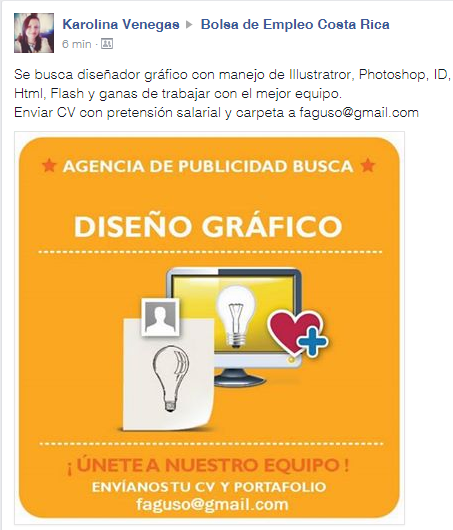 Karolina Venegas ▸ Bolsa de Empleo Costa Rica
6 min ·
Se busca diseñador gráfico con manejo de Illustratror, Photoshop, ID,
Html, Flash y ganas de trabajar con el mejor equipo.
Enviar CV con pretensión salarial y carpeta a faguso@gmail.com
★ AGENCIA DE PUBLICIDAD BUSCA ★
DISEÑO GRÁFICO
¡ ÚNETE A NUESTRO EQUIPO !
ENVÍANOS TU CV Y PORTAFOLIO
faguso@gmail.com